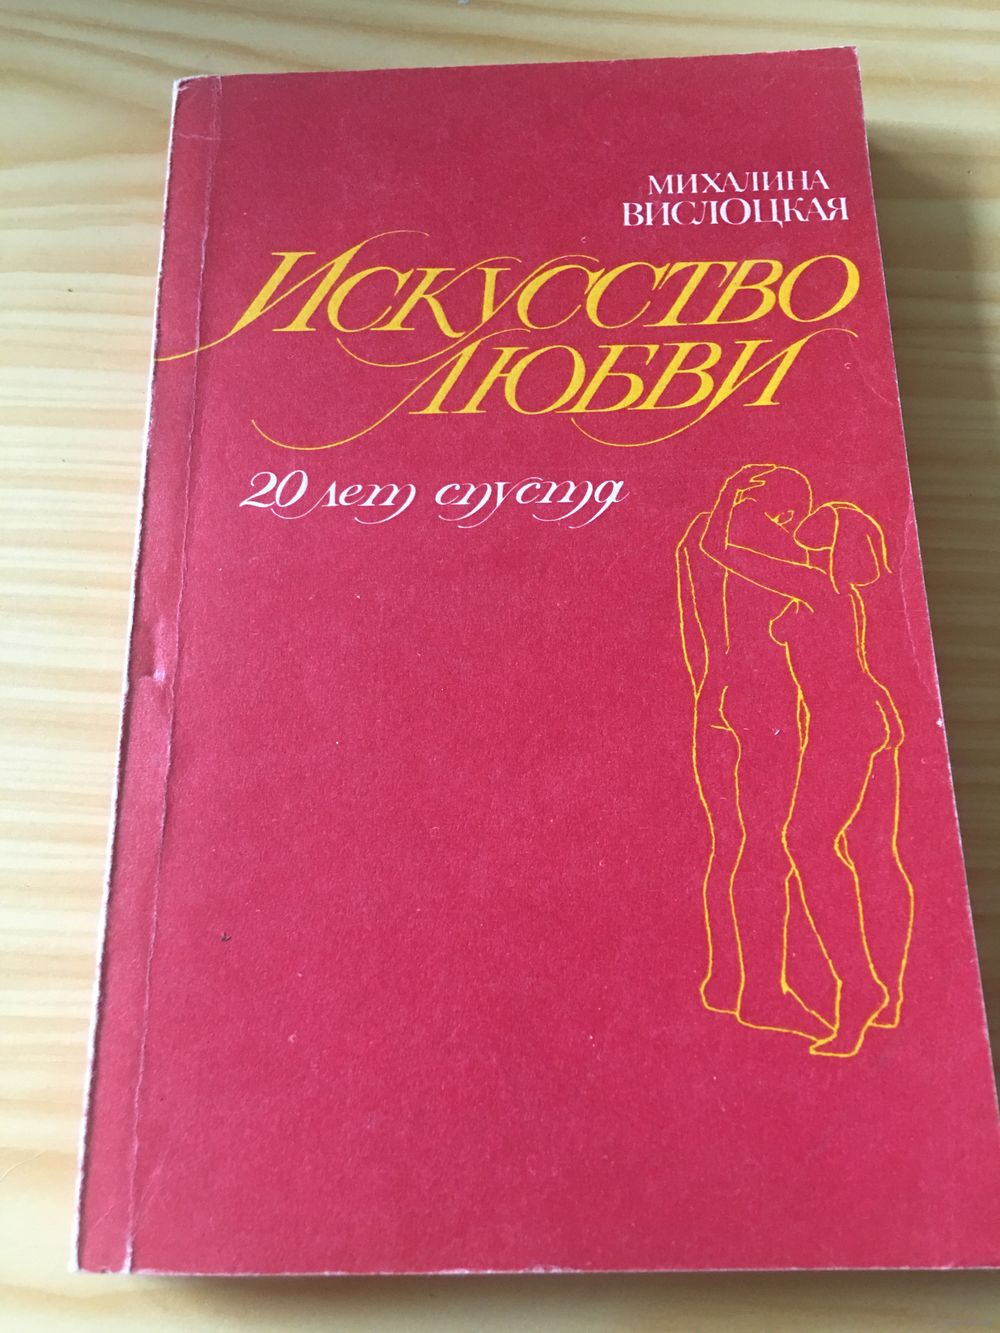 МИХАЛИНА
ВИСЛОЦКАЯ
ИСКУССТВО
ЛЮБВИ
20 лет спустя